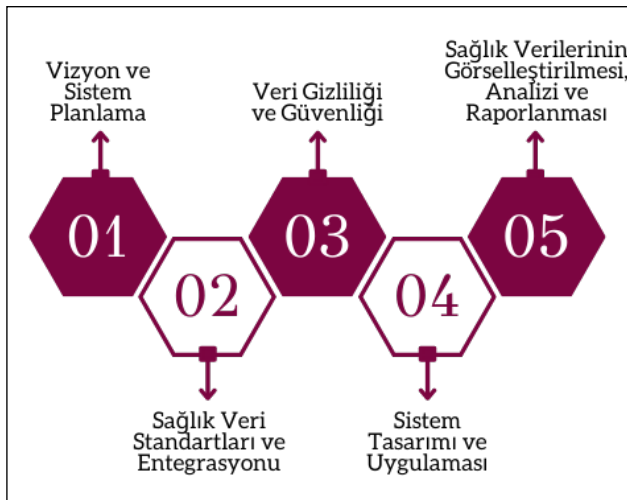 Vizyon ve
Sistem
Planlama
01
Sağlık Veri
Standartları ve
Entegrasyonu
02
Veri Gizliliği
ve Güvenliği
03
Sistem
Tasarımı ve
Uygulaması
04
Sağlık Verilerinin
Görselleştirilmesi,
Analizi ve
Raporlanması
05